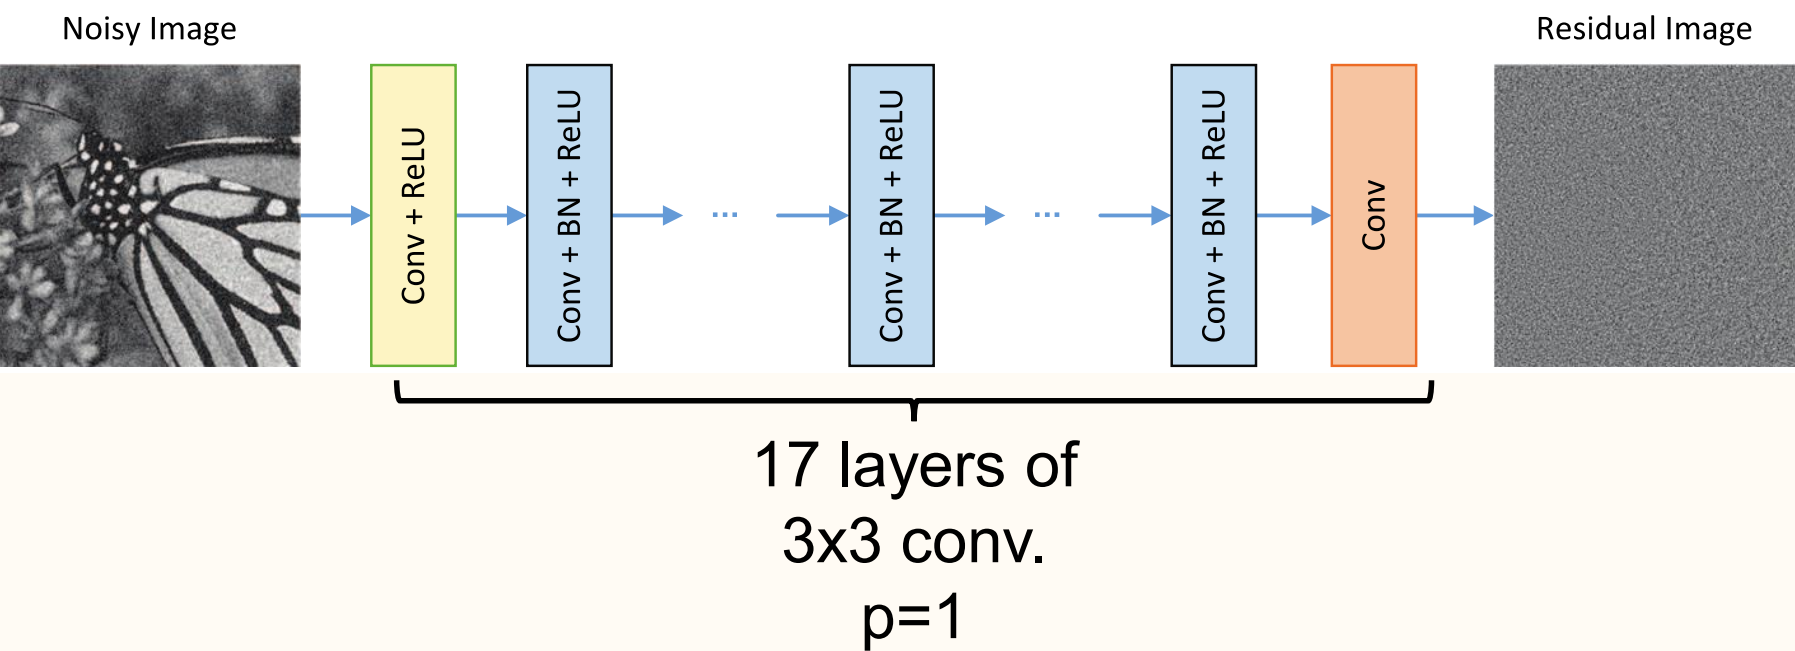 Noisy Image
Residual Image
Conv + ReLU
Conv + BN + ReLU
...
Conv + BN + ReLU
...
Conv + BN + ReLU
Conv
17 layers of
3x3 conv.
p=1